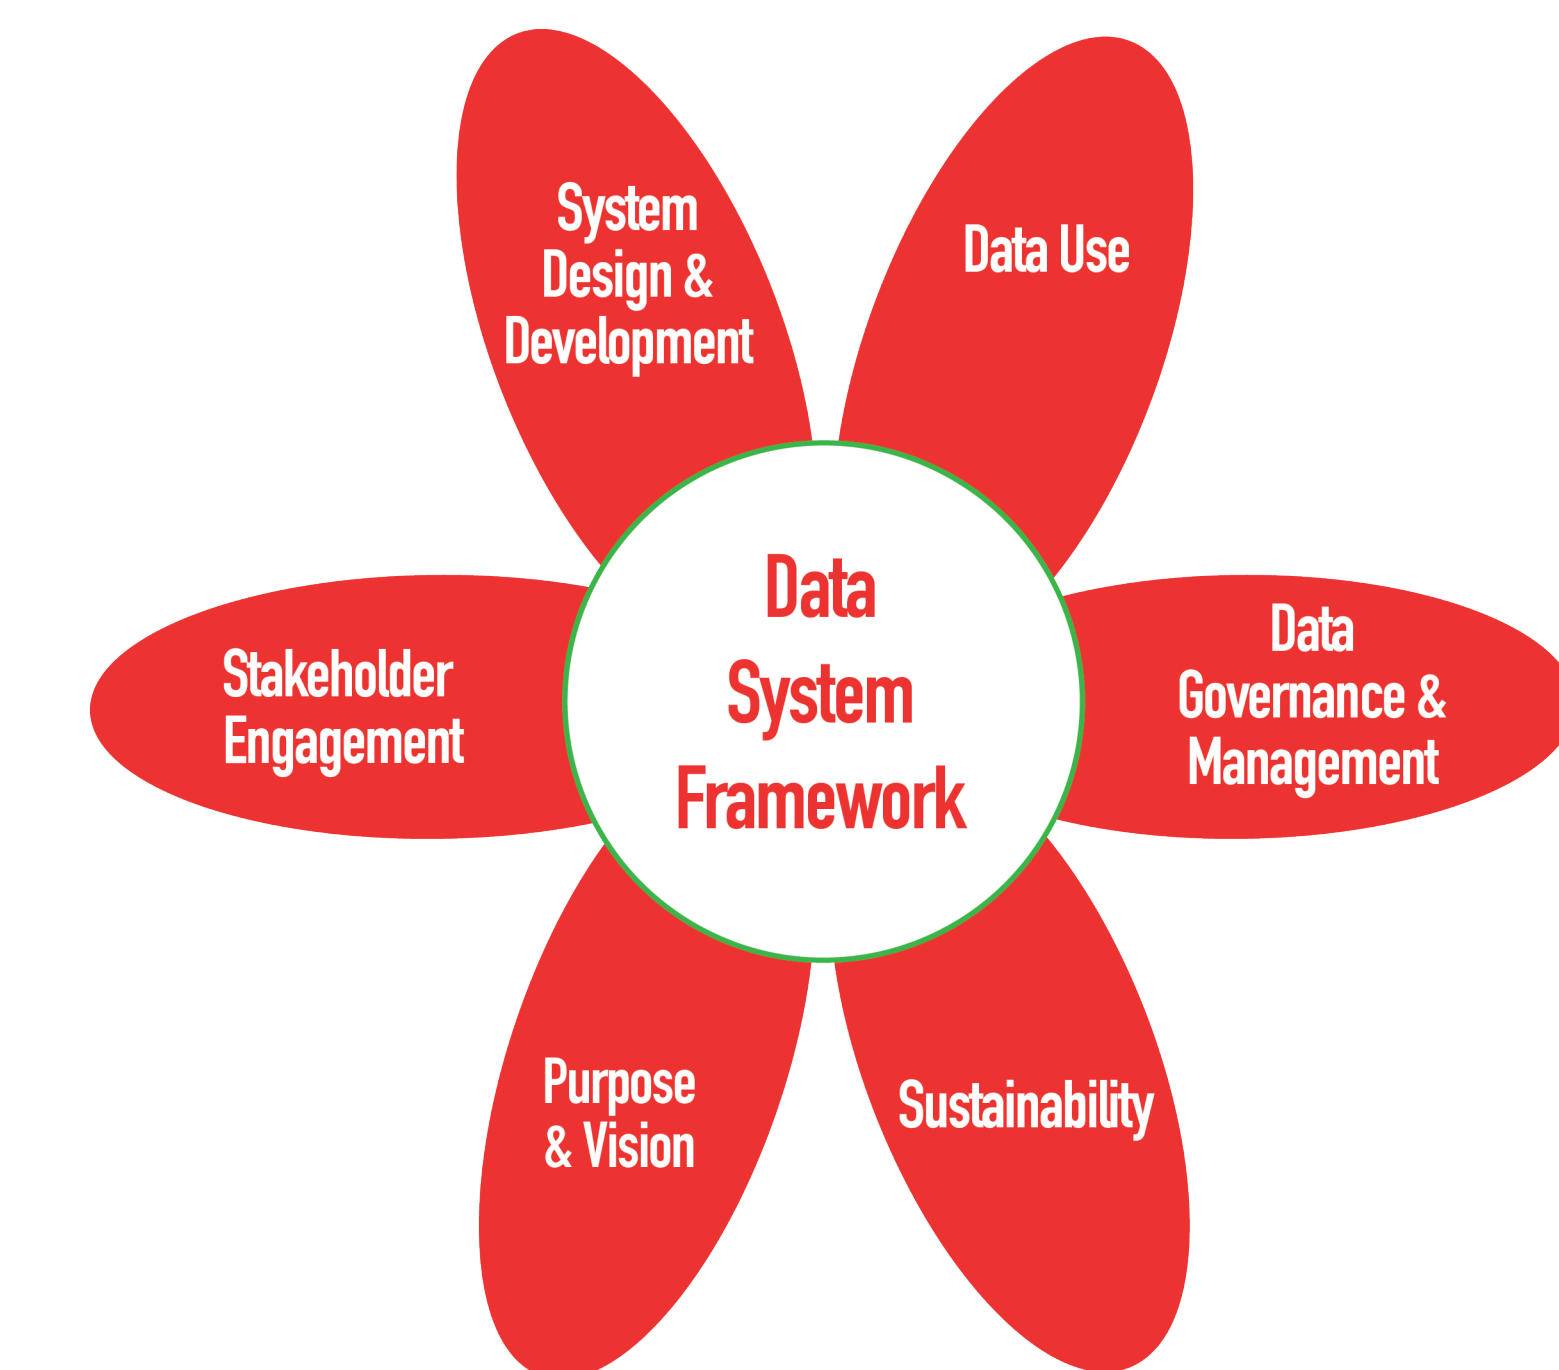 System
Design &
Development
Data Use
Stakeholder
Engagement
Data
System
Framework
Data
Governance &
Management
Purpose
& Vision
Sustainability